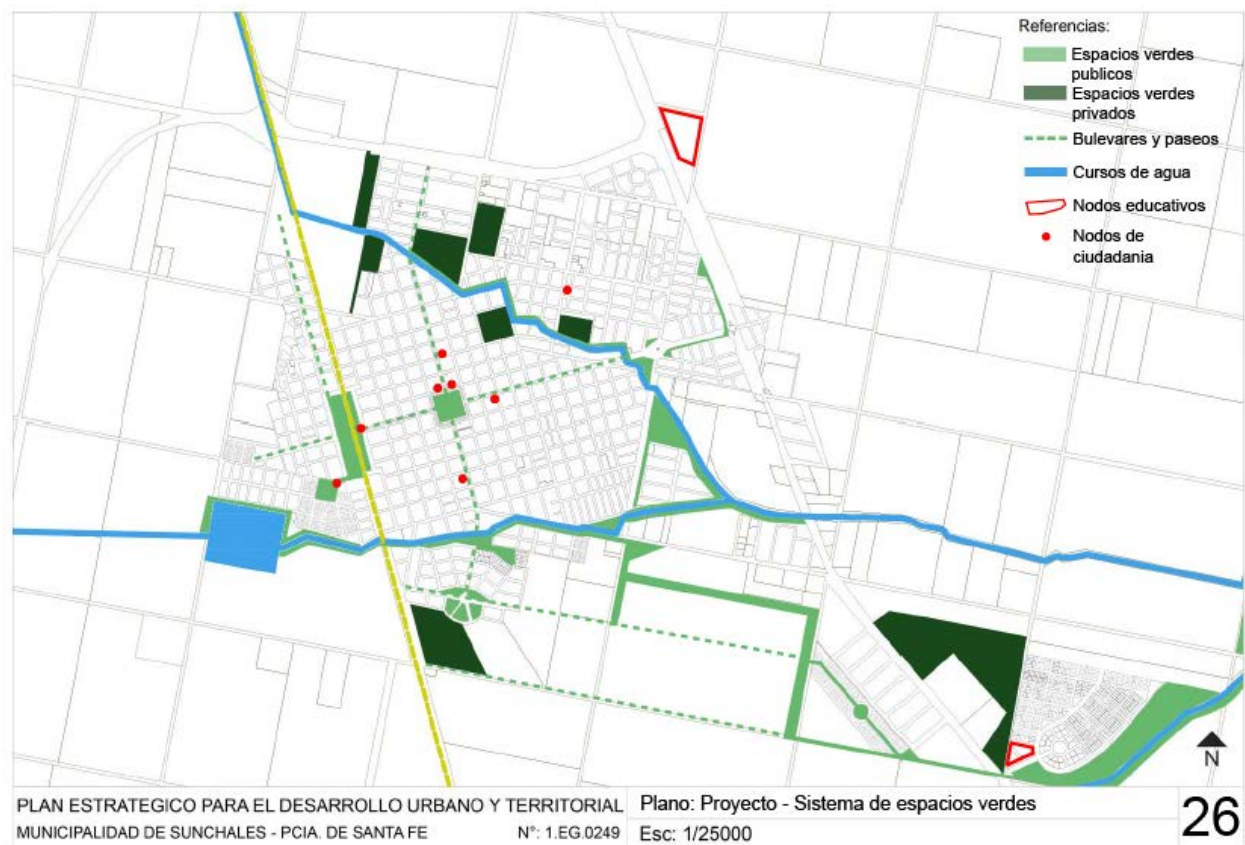 Referencias:
Espacios verdes
publicos
Espacios verdes
privados
Bulevares y paseos
Cursos de agua
Nodos educativos
Nodos de
ciudadania
N
PLAN ESTRATEGICO PARA EL DESARROLLO URBANO Y TERRITORIAL
MUNICIPALIDAD DE SUNCHALES - PCIA. DE SANTA FE N°: 1.EG.0249
Plano: Proyecto - Sistema de espacios verdes
Esc: 1/25000
26